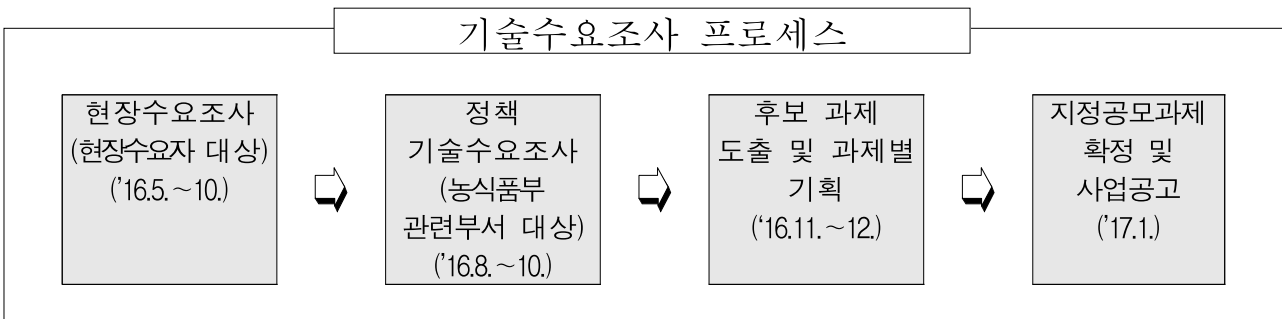 기술수요조사 프로세스
현장수요조사
(현장수요자 대상)
('16.5.～10.)
정책
기술수요조사
(농식품부
관련부서 대상)
('16.8.～10.)
후보 과제
도출 및 과제별
기획
(‘16.11.～12.)
지정공모과제
확정 및
사업공고
('17.1.)